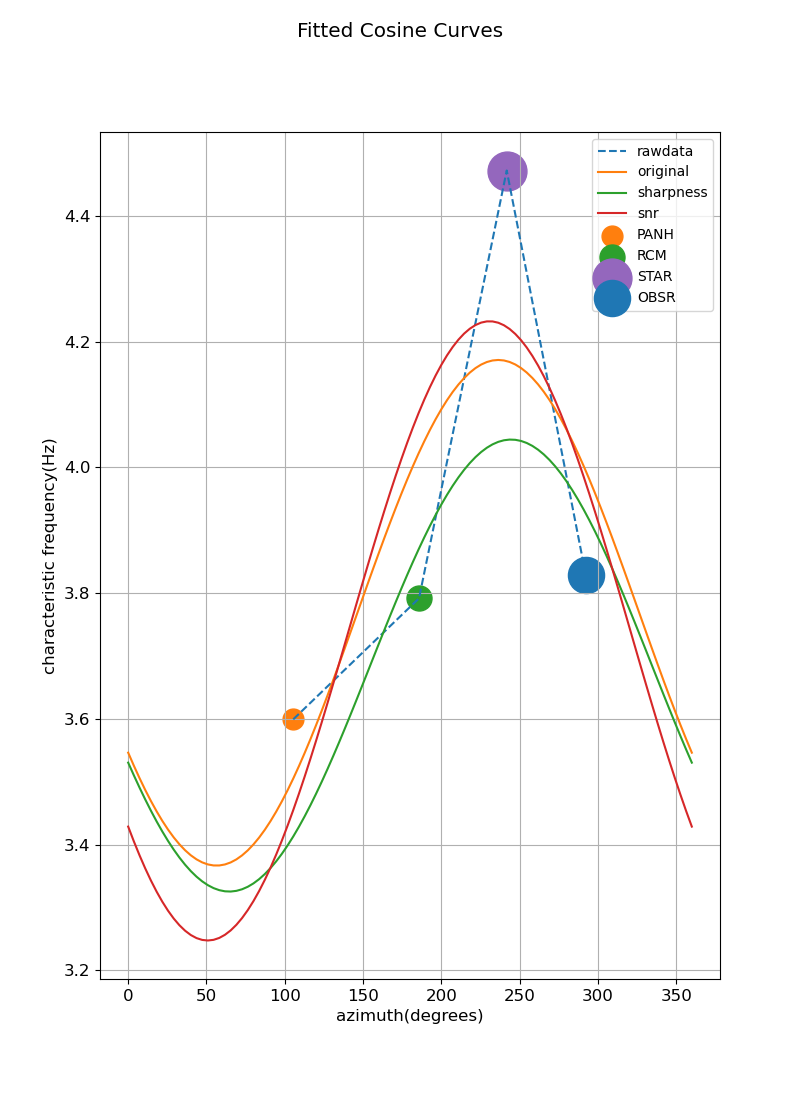 Fitted Cosine Curves
rawdata
original
sharpness
snr
PANH
RCM
STAR
OBSR
characteristic frequency(Hz)
4.4
4.2
4.0
3.8
3.6
3.4
3.2
0 50 100 150 200 250 300 350
azimuth(degrees)